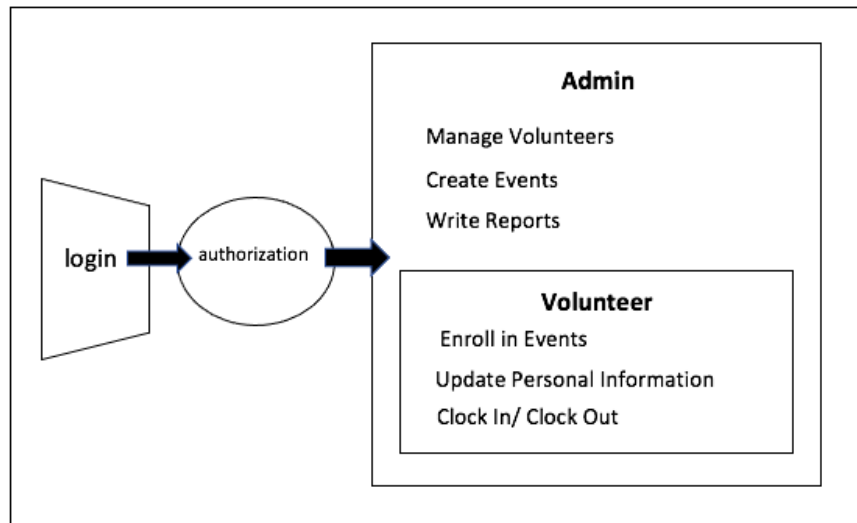 login
authorization
Admin
Manage Volunteers
Create Events
Write Reports
Volunteer
Enroll in Events
Update Personal Information
Clock In/ Clock Out